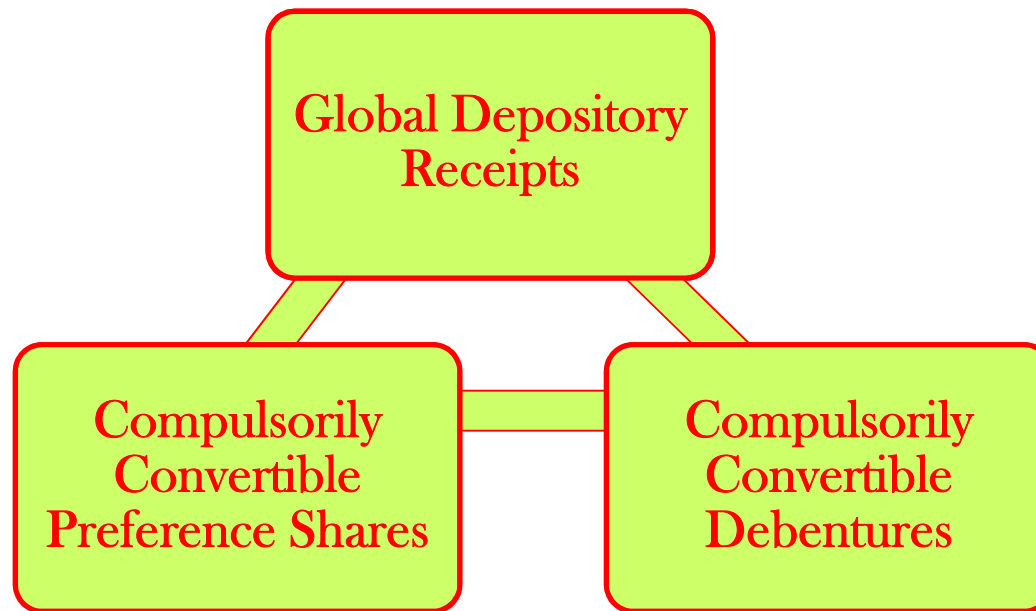 Global Depository
Receipts
Compulsorily
Convertible
Preference Shares
Compulsorily
Convertible
Debentures